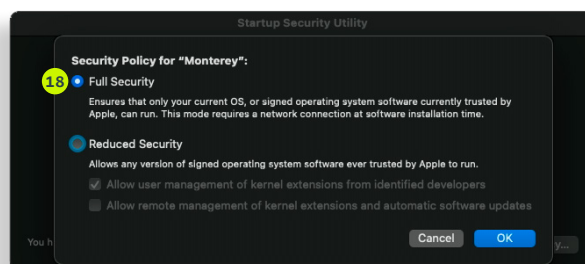 Startup Security Utility
Security Policy for “Monterey”:
18
Full Security
Ensures that only your current OS, or signed operating system software currently trusted by
Apple, can run. This mode requires a network connection at software installation time.
Reduced Security
Allows any version of signed operating system software ever trusted by Apple to run.
Allow user management of kernel extensions from identified developers
Allow remote management of kernel extensions and automatic software updates
You h
Cancel
OK
y...